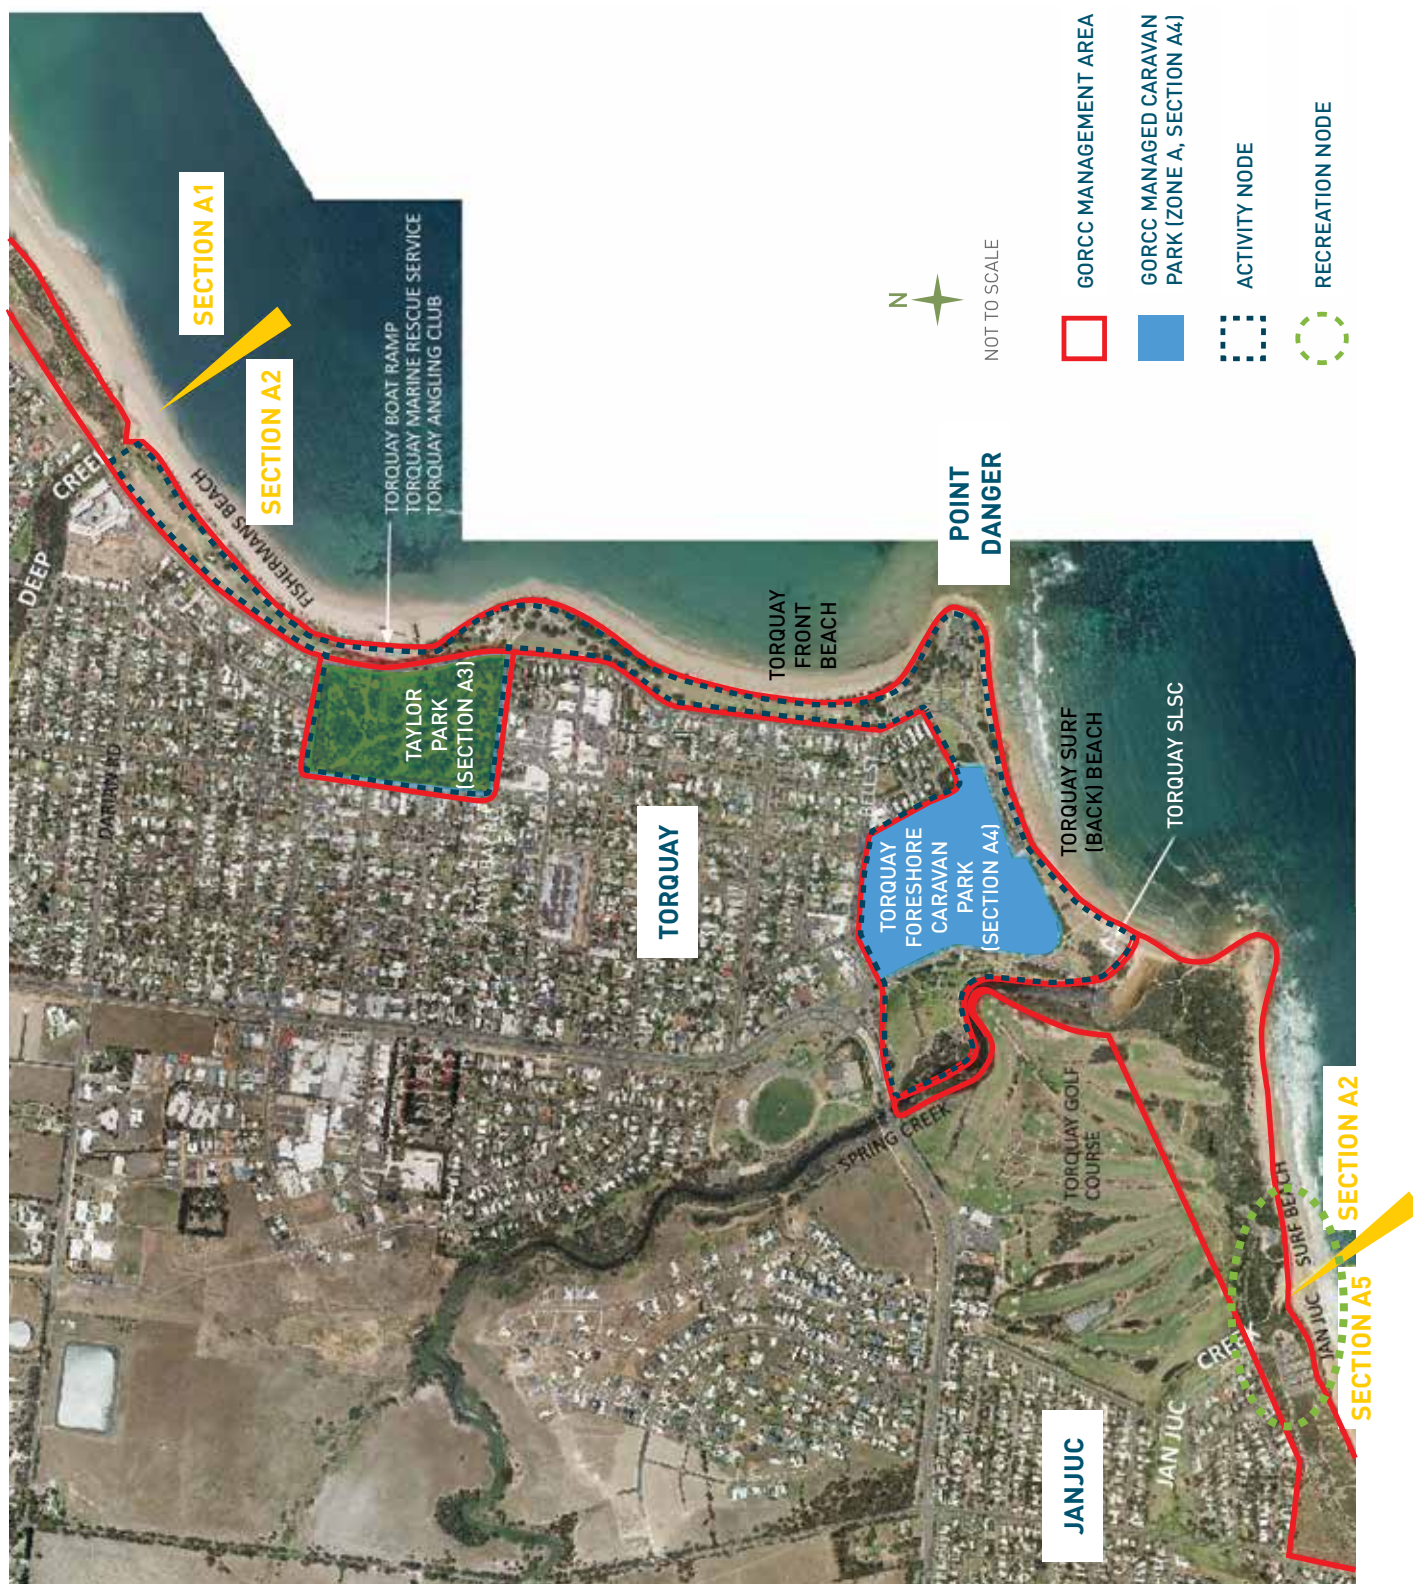 SECTION A1
SECTION A2
DEEP
CREEK
FISHERMANS BEACH
TORQUAY BOAT RAMP
TORQUAY MARINE RESCUE SERVICE
TORQUAY ANGLING CLUB
DARIAN RD
TAYLOR
PARK
(SECTION A3)
TORQUAY
TORQUAY
FRONT
BEACH
POINT
DANGER
TORQUAY
FORESHORE
CARAVAN
PARK
(SECTION A4)
TORQUAY SURF
(BACK) BEACH
TORQUAY SLSC
SPRING CREEK
TORQUAY GOLF
COURSE
JAN JUC
CREEK
JANJUC
JAN JUC
SURF BEACH
SECTION A2
SECTION A5
N
NOT TO SCALE
GORCC MANAGEMENT AREA
GORCC MANAGED CARAVAN
PARK (ZONE A, SECTION A4)
ACTIVITY NODE
RECREATION NODE